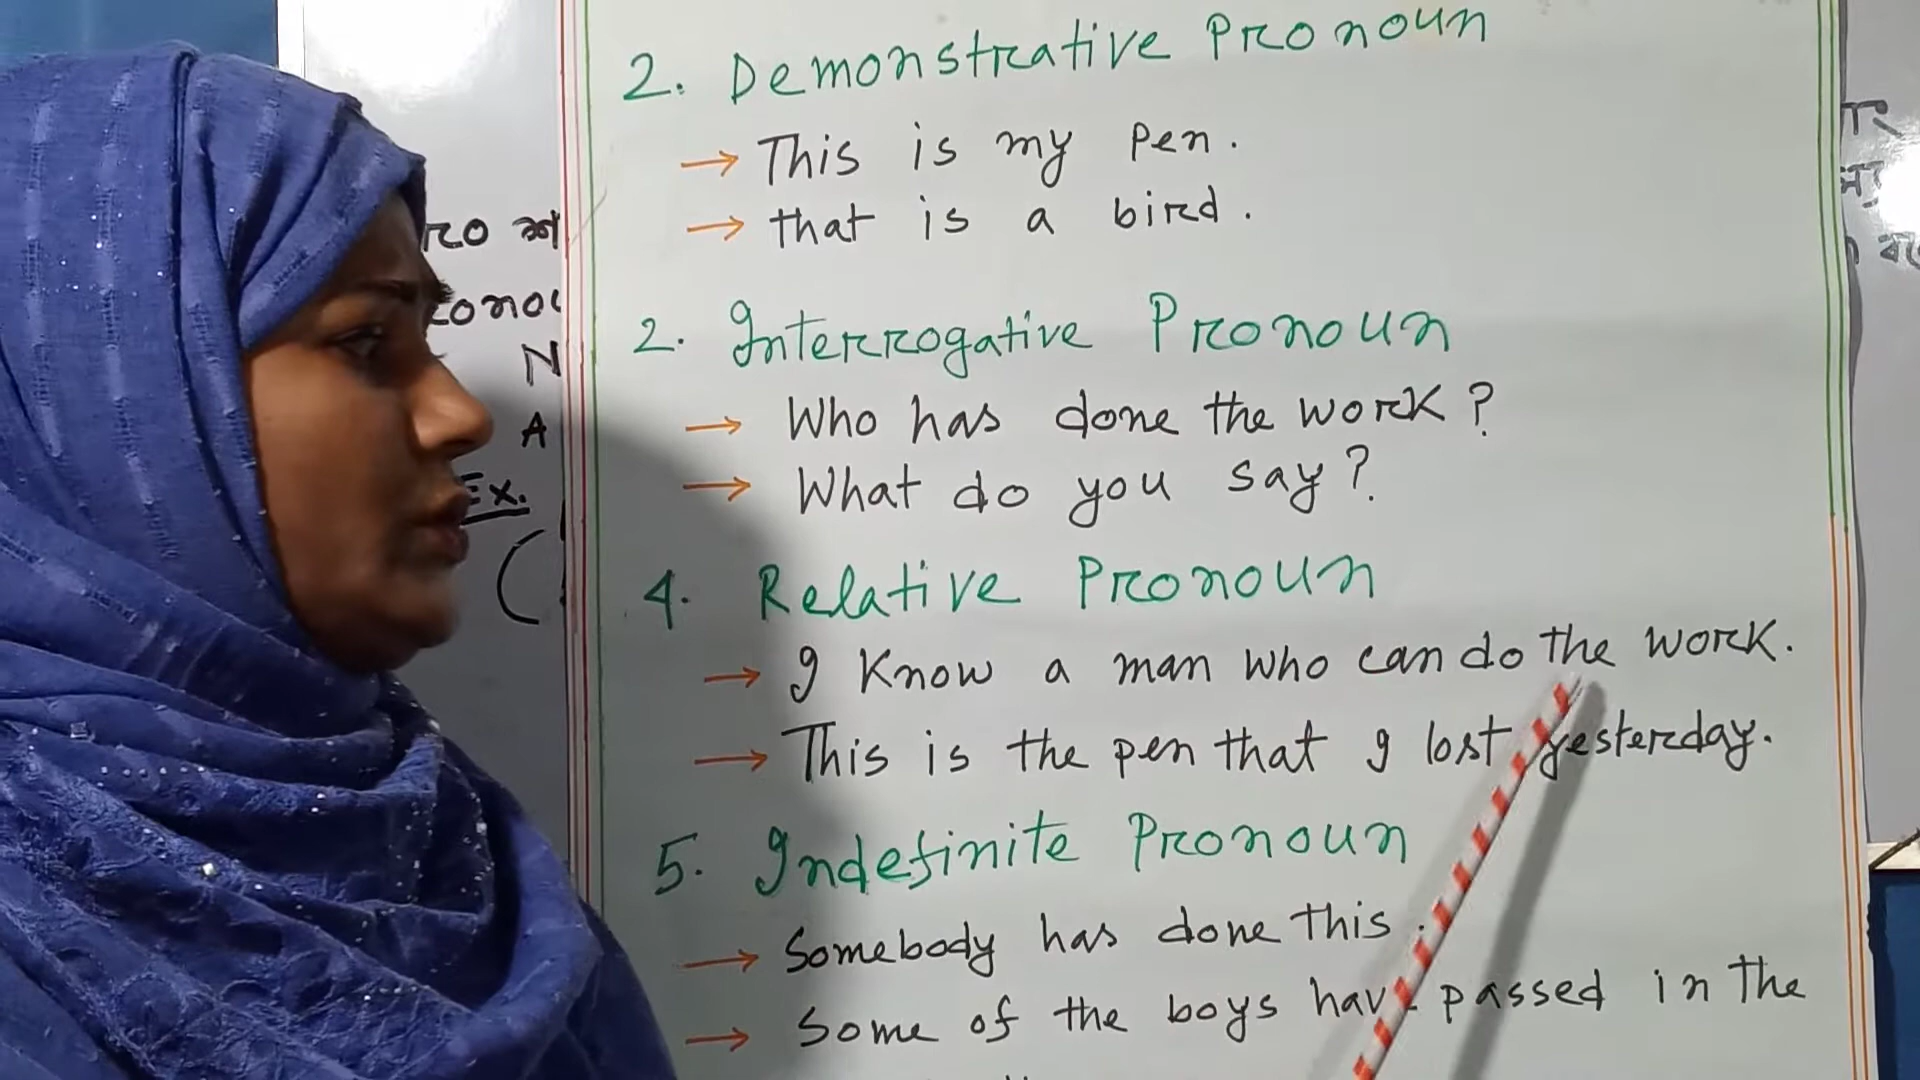 2. Demonstrative Pronoun
→ This is my pen.
→ that is a bird.
2. Interrogative Pronoun
→ Who has done the work?
→ What do you say?
4. Relative Pronoun
→ I know a man who can do the work.
→ This is the pen that I lost yesterday.
5. Indefinite Pronoun
→ Somebody has done this.
→ Some of the boys have passed in the
N
A
Ex.
(